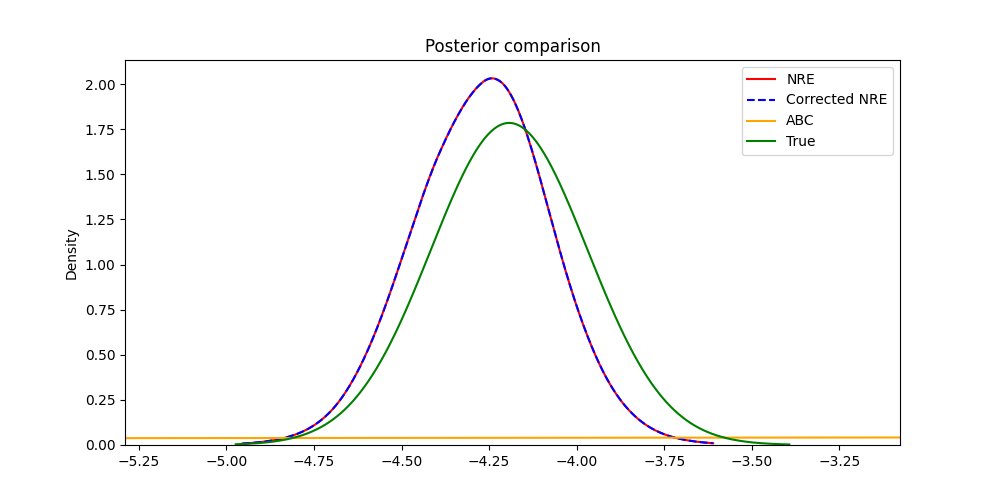 Posterior comparison
NRE
Corrected NRE
ABC
True
Density
2.00
1.75
1.50
1.25
1.00
0.75
0.50
0.25
0.00
−5.25 −5.00 −4.75 −4.50 −4.25 −4.00 −3.75 −3.50 −3.25